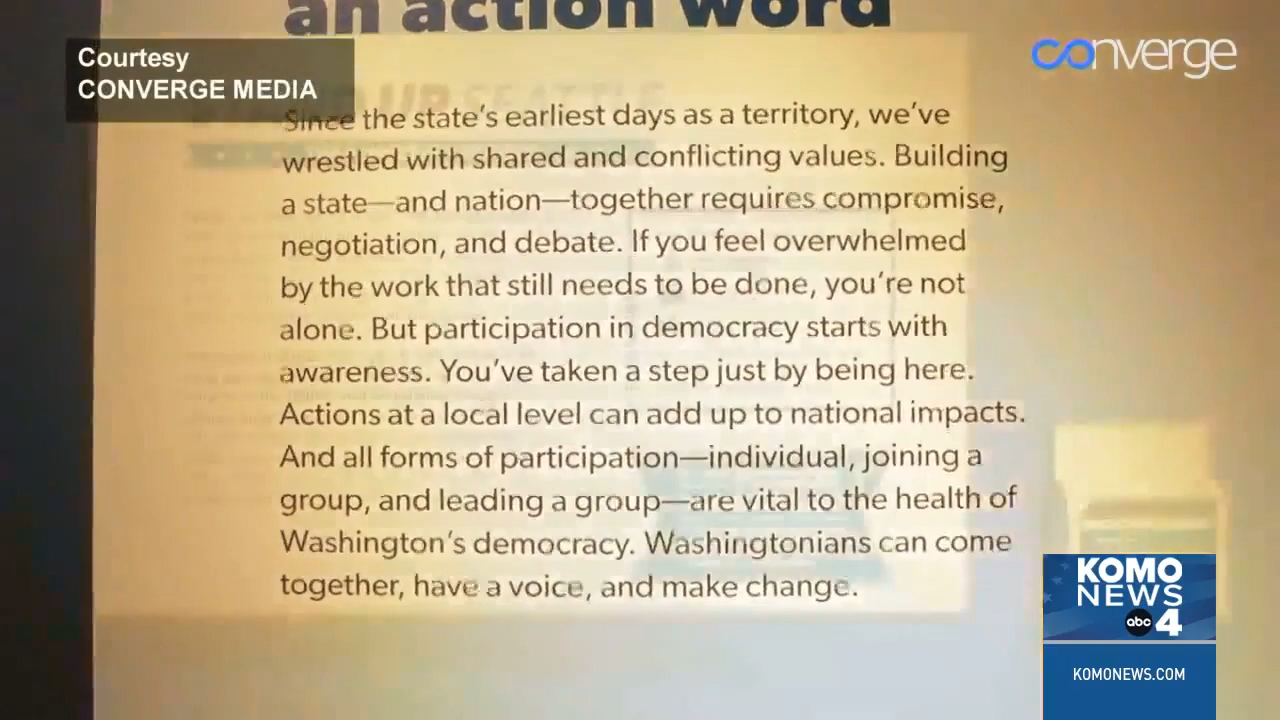 an action word
Courtesy
CONVERGE MEDIA
converge
Since the state's earliest days as a territory, we've
wrestled with shared and conflicting values. Building
a state—and nation—together requires compromise,
negotiation, and debate. If you feel overwhelmed
by the work that still needs to be done, you're not
alone. But participation in democracy starts with
awareness. You've taken a step just by being here.
Actions at a local level can add up to national impacts.
And all forms of participation—individual, joining a
group, and leading a group—are vital to the health of
Washington's democracy. Washingtonians can come
together, have a voice, and make change.
KOMO
NEWS
abc 4
KOMONEWS.COM